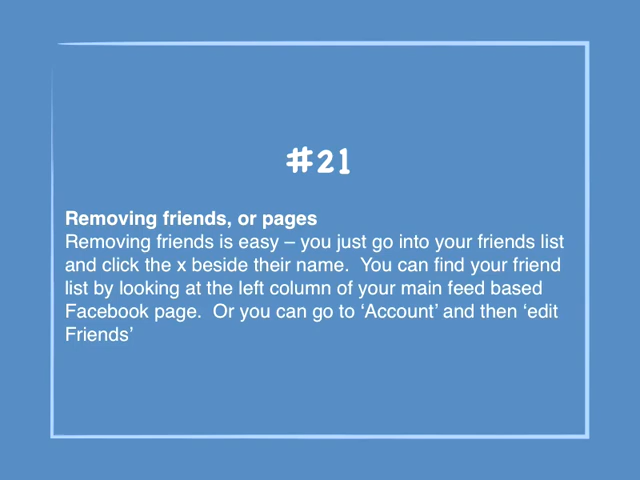 #21
Removing friends, or pages
Removing friends is easy – you just go into your friends list
and click the x beside their name.  You can find your friend
list by looking at the left column of your main feed based
Facebook page.  Or you can go to ‘Account’ and then ‘edit
Friends’